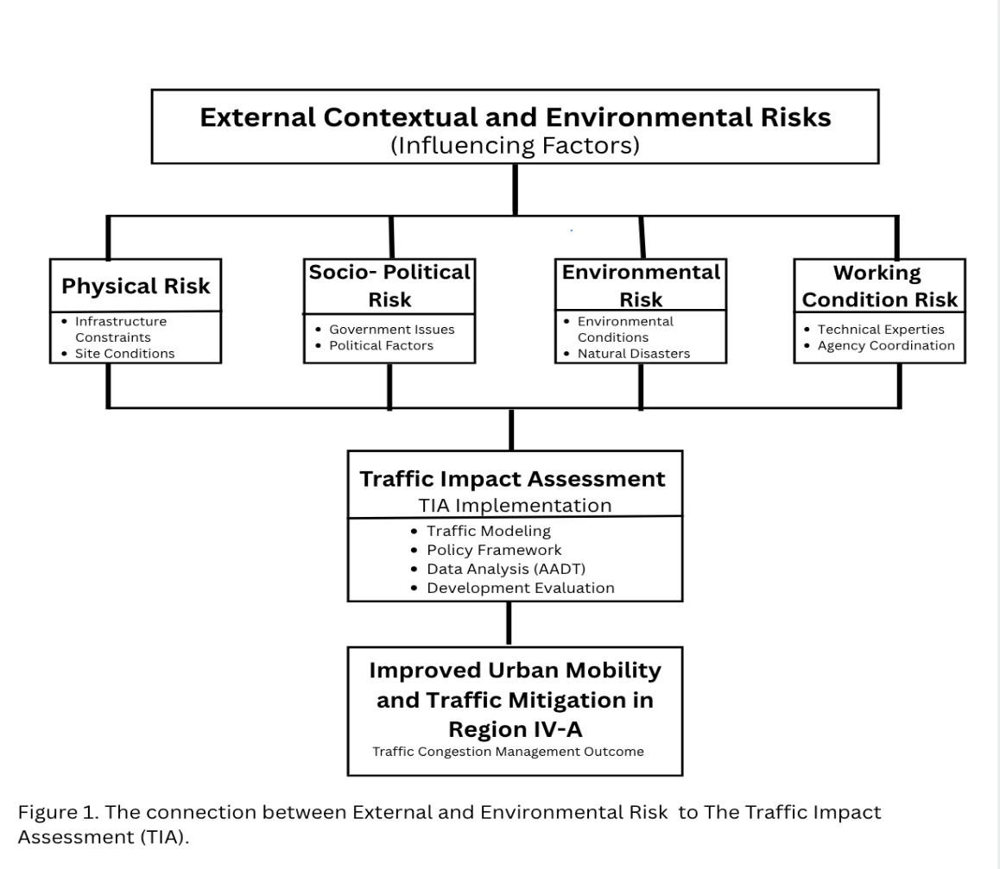 External Contextual and Environmental Risks
(Influencing Factors)
Physical Risk
• Infrastructure
Constraints
• Site Conditions
Socio- Political
Risk
• Government Issues
• Political Factors
Environmental
Risk
• Environmental
Conditions
• Natural Disasters
Working
Condition Risk
• Technical Experties
• Agency Coordination
Traffic Impact Assessment
TIA Implementation
• Traffic Modeling
• Policy Framework
• Data Analysis (AADT)
• Development Evaluation
Improved Urban Mobility
and Traffic Mitigation in
Region IV-A
Traffic Congestion Management Outcome
Figure 1. The connection between External and Environmental Risk to The Traffic Impact
Assessment (TIA).